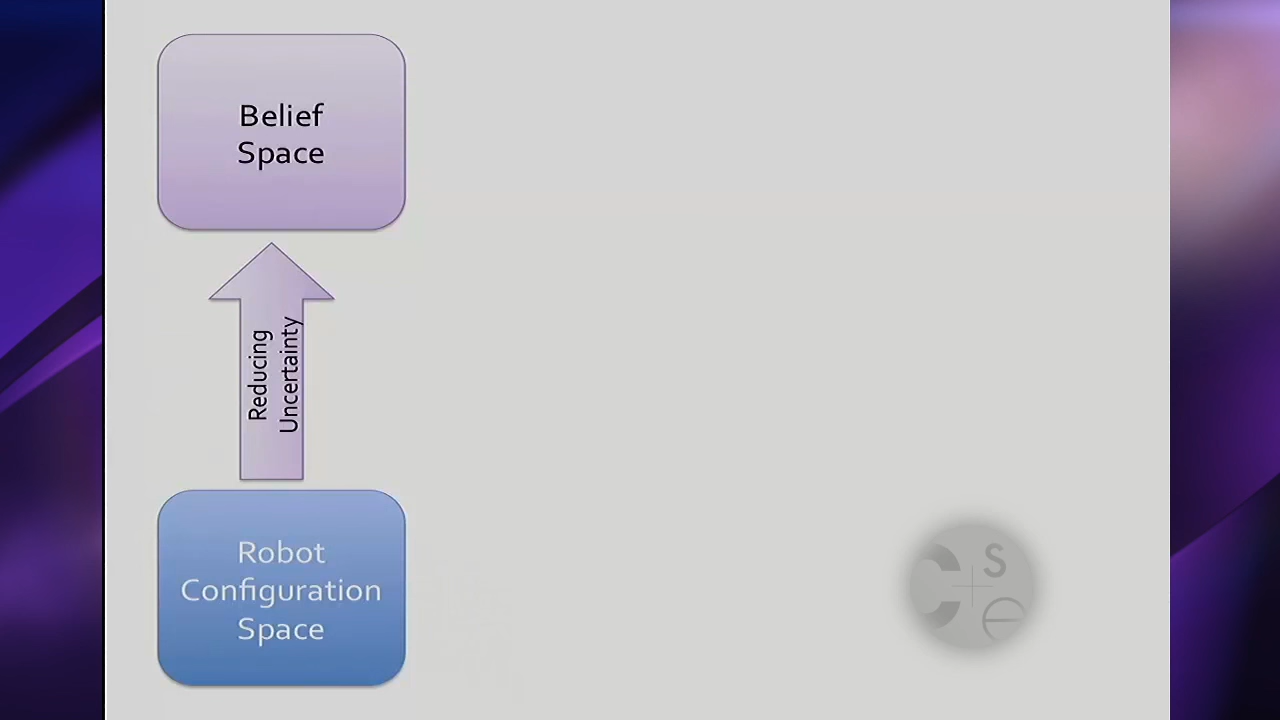 Belief
Space
Reducing
Uncertainty
Robot
Configuration
Space
C S
e